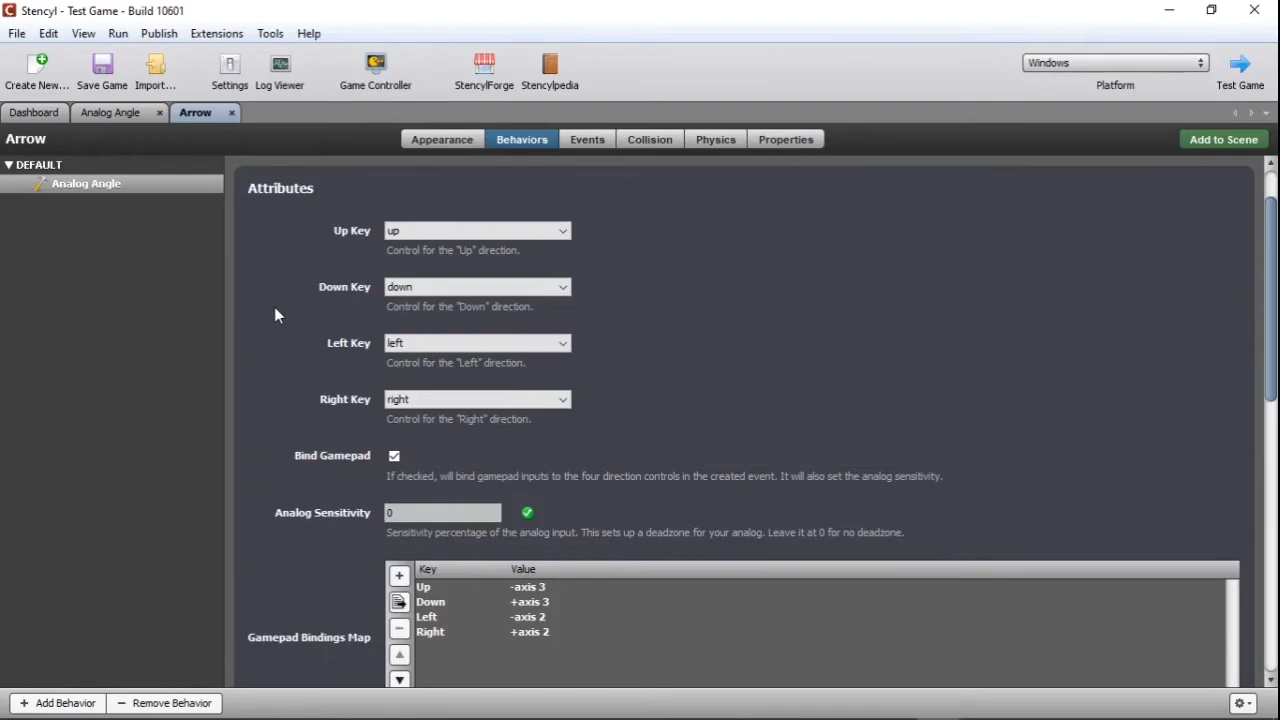 Stencyl - Test Game - Build 10601
File Edit View Run Publish Extensions Tools Help
Create New... Save Game Import... Settings Log Viewer Game Controller StencylForge Stencylpedia Windows Platform Test Game
Dashboard Analog Angle × Arrow ×
Arrow Appearance Behaviors Events Collision Physics Properties Add to Scene
DEFAULT
Analog Angle
Attributes
Up Key up
Control for the "Up" direction.
Down Key down
Control for the "Down" direction.
Left Key left
Control for the "Left" direction.
Right Key right
Control for the "Right" direction.
Bind Gamepad
If checked, will bind gamepad inputs to the four direction controls in the created event. It will also set the analog sensitivity.
Analog Sensitivity 0
Sensitivity percentage of the analog input. This sets up a deadzone for your analog. Leave it at 0 for no deadzone.
Key Value
Up -axis 3
Down +axis 3
Left -axis 2
Right +axis 2
Gamepad Bindings Map
+ Add Behavior − Remove Behavior